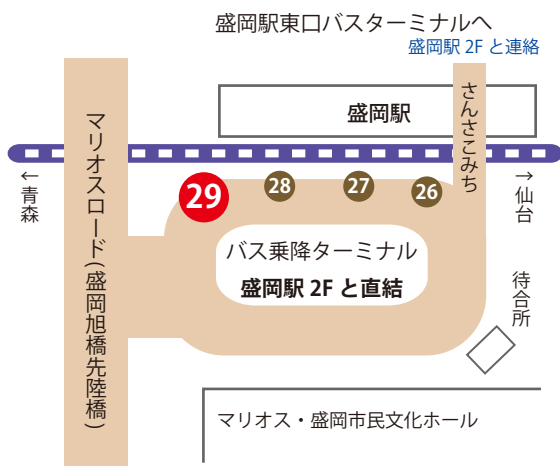 盛岡駅東口バスターミナルへ
盛岡駅 2F と連絡
盛岡駅
さんさこみち
マリオスロード(盛岡旭橋先陸橋)
←青森
→仙台
29
28
27
26
バス乗降ターミナル
盛岡駅 2F と直結
待合所
マリオス・盛岡市民文化ホール